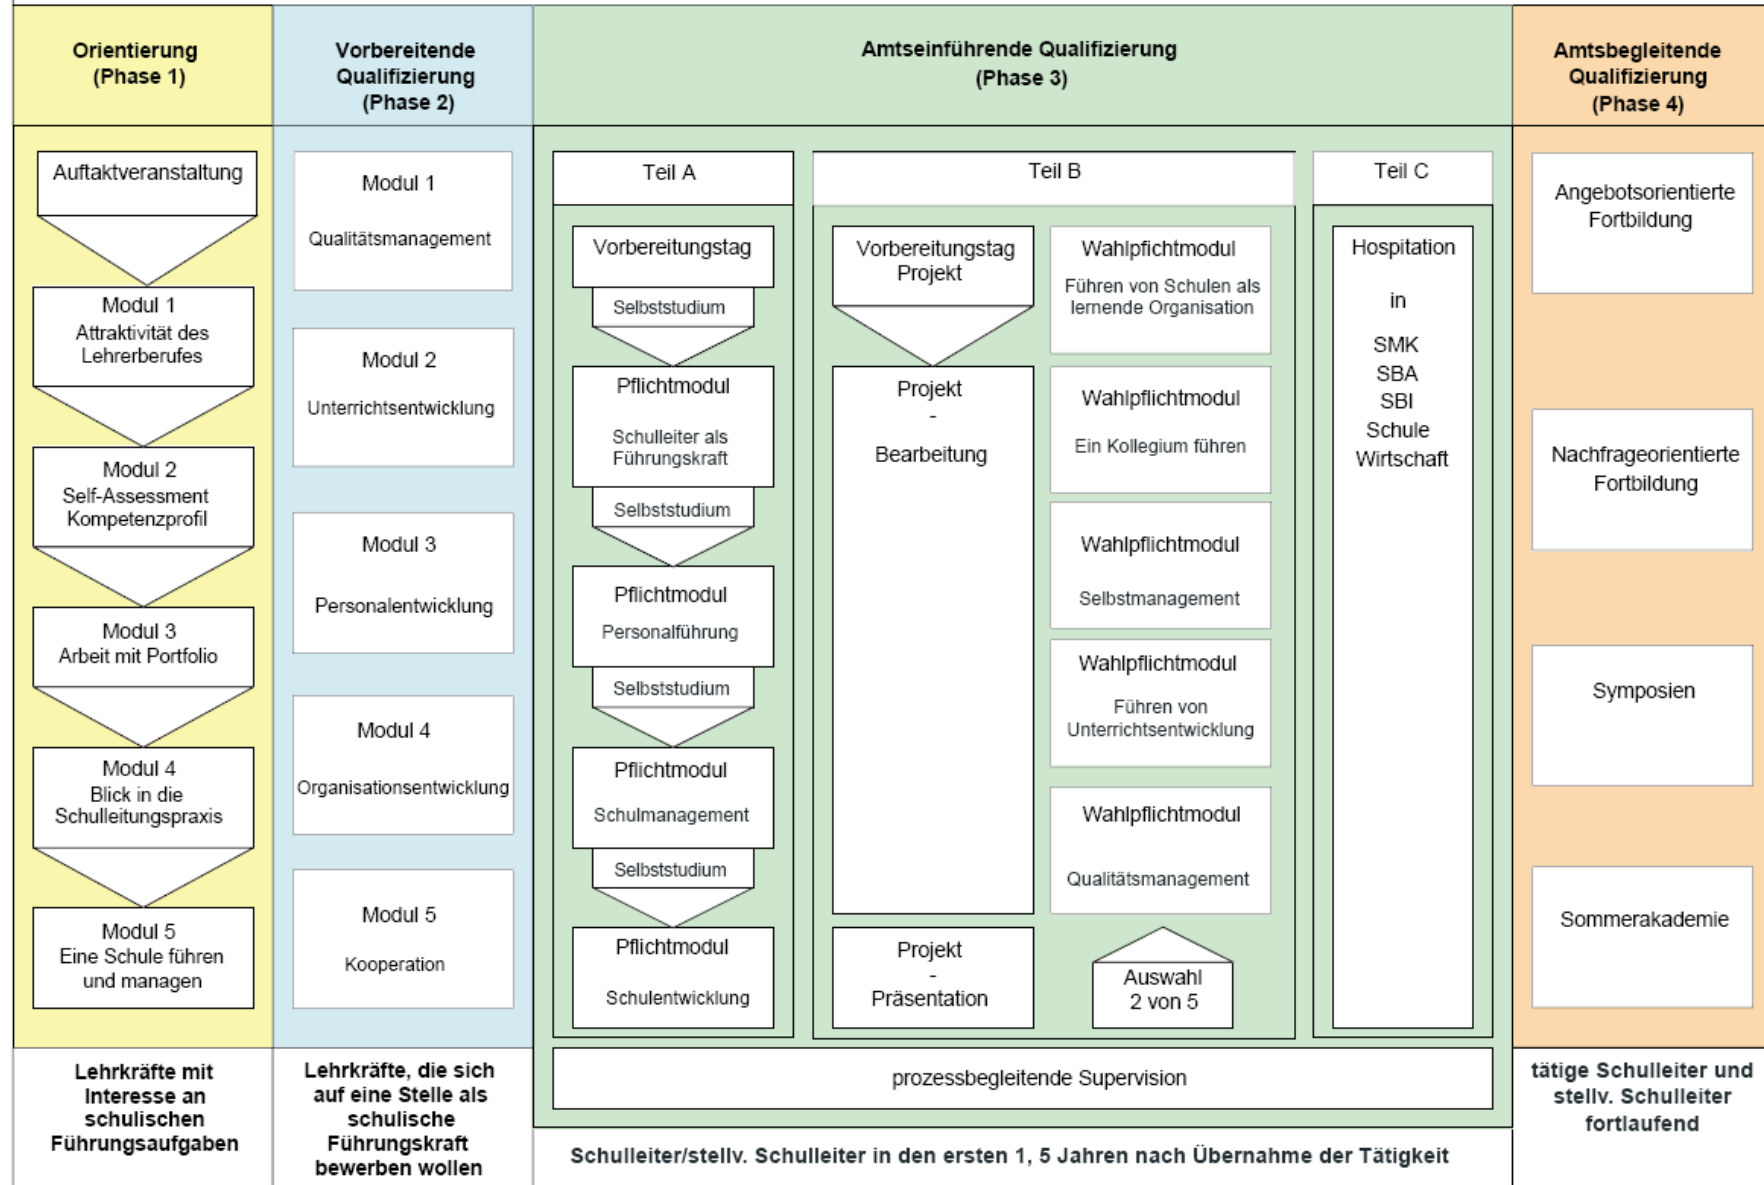 Orientierung
(Phase 1)
Vorbereitende
Qualifizierung
(Phase 2)
Amtseinführende Qualifizierung
(Phase 3)
Amtsbegleitende
Qualifizierung
(Phase 4)
Auftaktveranstaltung
Modul 1
Attraktivität des
Lehrerberufes
Modul 2
Self-Assessment
Kompetenzprofil
Modul 3
Arbeit mit Portfolio
Modul 4
Blick in die
Schulleitungspraxis
Modul 5
Eine Schule führen
und managen
Lehrkräfte mit
Interesse an
schulischen
Führungsaufgaben
Modul 1
Qualitätsmanagement
Modul 2
Unterrichtsentwicklung
Modul 3
Personalentwicklung
Modul 4
Organisationsentwicklung
Modul 5
Kooperation
Lehrkräfte, die sich
auf eine Stelle als
schulische
Führungskraft
bewerben wollen
Teil A
Vorbereitungstag
Selbststudium
Pflichtmodul
Schulleiter als
Führungskraft
Selbststudium
Pflichtmodul
Personalführung
Selbststudium
Pflichtmodul
Schulmanagement
Selbststudium
Pflichtmodul
Schulentwicklung
Teil B
Vorbereitungstag
Projekt
Projekt
-
Bearbeitung
Projekt
-
Präsentation
Wahlpfichtmodul
Führen von Schulen als
lernende Organisation
Wahlpflichtmodul
Ein Kollegium führen
Wahlpflichtmodul
Selbstmanagement
Wahlpflichtmodul
Führen von
Unterrichtsentwicklung
Wahlpflichtmodul
Qualitätsmanagement
Auswahl
2 von 5
Teil C
Hospitation
in
SMK
SBA
SBI
Schule
Wirtschaft
prozessbegleitende Supervision
Schulleiter/stellv. Schulleiter in den ersten 1, 5 Jahren nach Übernahme der Tätigkeit
Angebotsorientierte
Fortbildung
Nachfrageorientierte
Fortbildung
Symposien
Sommerakademie
tätige Schulleiter und
stellv. Schulleiter
fortlaufend